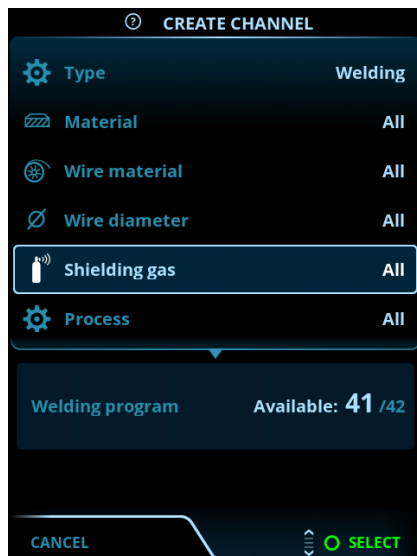 ? CREATE CHANNEL
Type Welding
Material All
Wire material All
Wire diameter All
Shielding gas All
Process All
Welding program Available: 41 /42
CANCEL SELECT